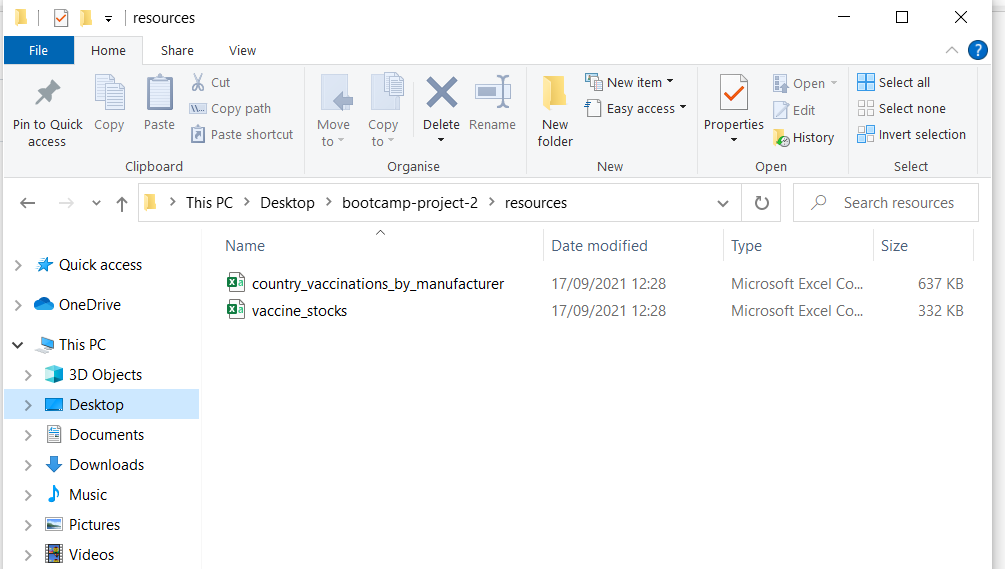 resources
File Home Share View
Pin to Quick access
Copy
Paste
Cut
Copy path
Paste shortcut
Clipboard
Move to
Copy to
Delete
Rename
Organise
New folder
New item
Easy access
New
Properties
Open
Edit
History
Open
Select all
Select none
Invert selection
Select
This PC Desktop bootcamp-project-2 resources
Search resources
Name Date modified Type Size
country_vaccinations_by_manufacturer 17/09/2021 12:28 Microsoft Excel Co... 637 KB
vaccine_stocks 17/09/2021 12:28 Microsoft Excel Co... 332 KB
Quick access
OneDrive
This PC
3D Objects
Desktop
Documents
Downloads
Music
Pictures
Videos